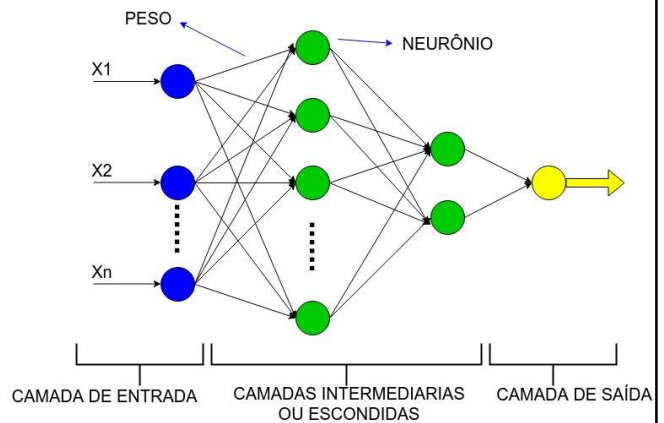 PESO
NEURÔNIO
X1
X2
Xn
CAMADA DE ENTRADA
CAMADAS INTERMEDIARIAS
OU ESCONDIDAS
CAMADA DE SAÍDA